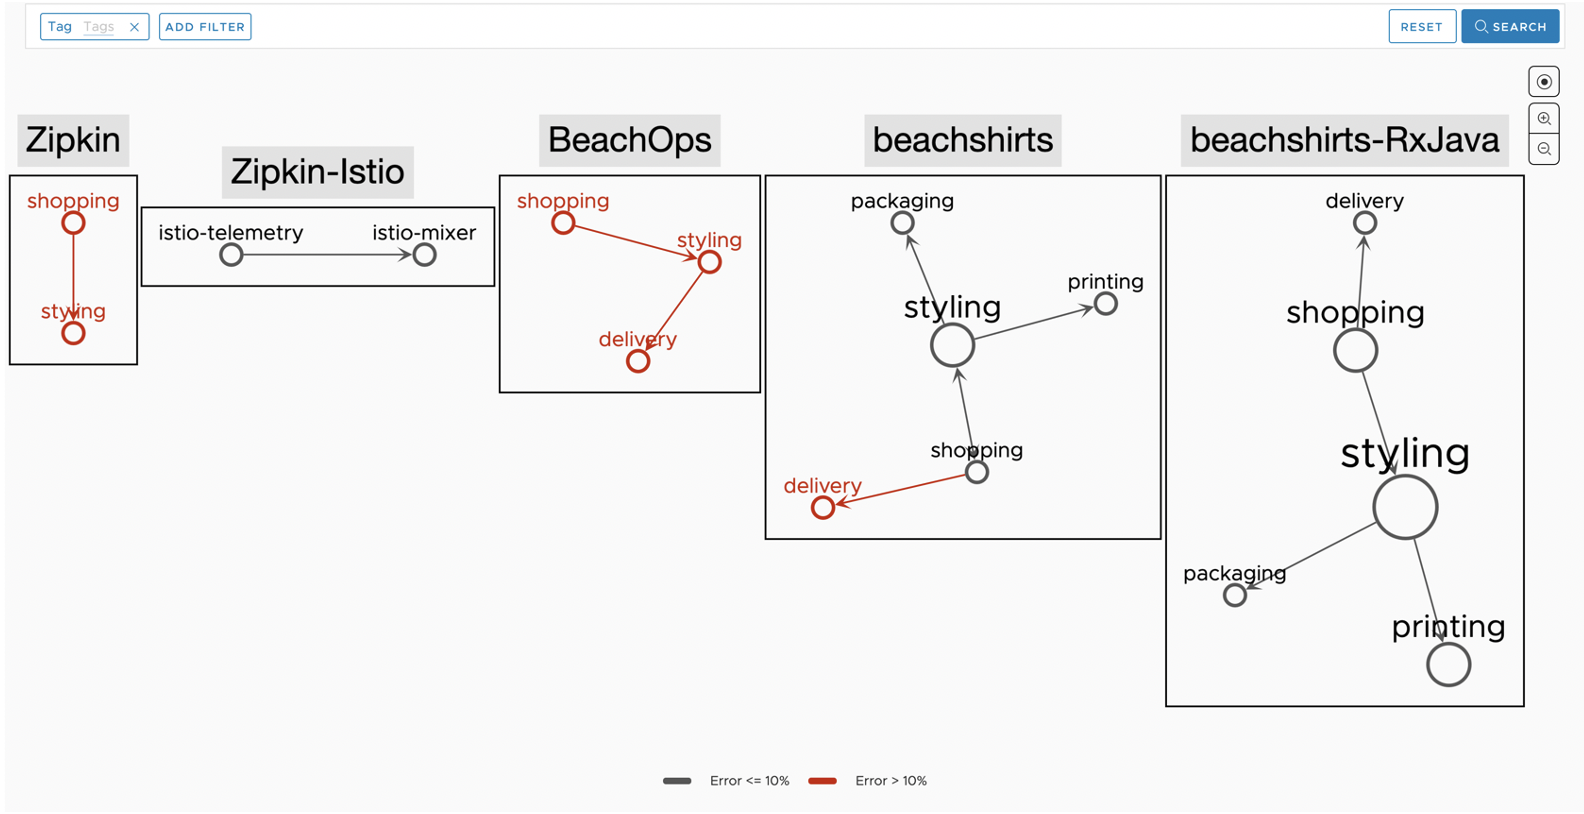 Tag Tags × ADD FILTER RESET SEARCH
Zipkin
shopping
styling
Zipkin-Istio
istio-telemetry istio-mixer
BeachOps
shopping
styling
delivery
beachshirts
packaging
printing
styling
shopping
delivery
beachshirts-RxJava
delivery
shopping
styling
packaging
printing
Error <= 10% Error > 10%